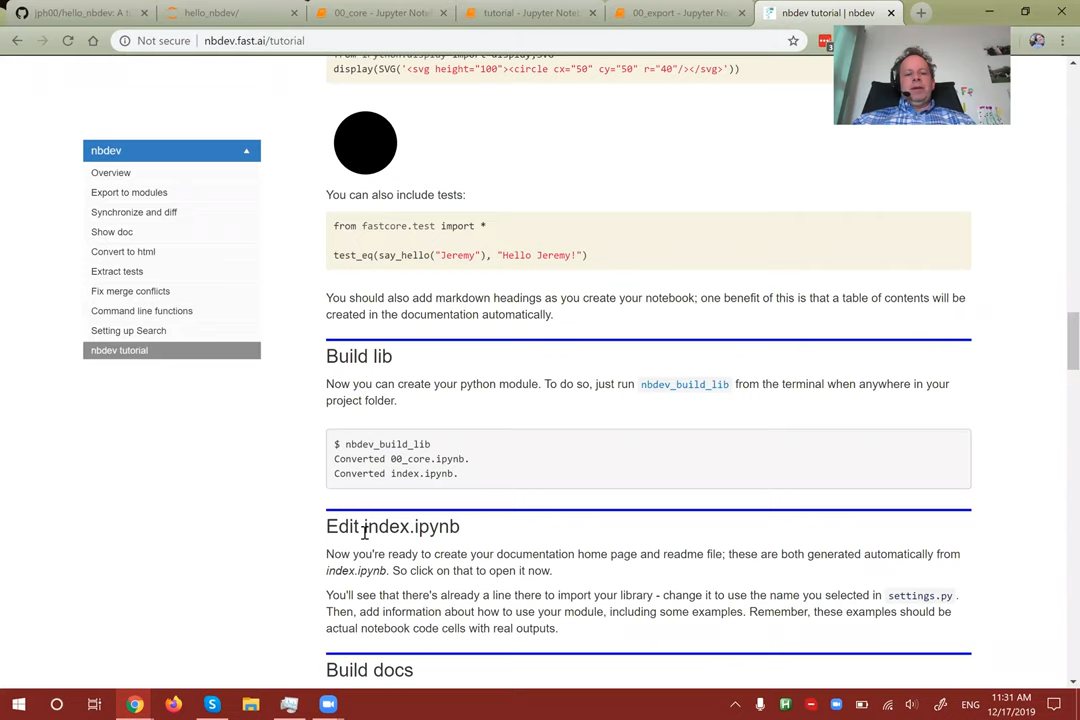 jph00/hello_nbdev: A t
hello_nbdev/
00_core - Jupyter Notebo
tutorial - Jupyter Noteb
00_export - Jupyter Not
nbdev tutorial | nbdev
Not secure
nbdev.fast.ai/tutorial
3
display(SVG('<svg height="100"><circle cx="50" cy="50" r="40"/></svg>'))
nbdev
Overview
Export to modules
Synchronize and diff
Show doc
Convert to html
Extract tests
Fix merge conflicts
Command line functions
Setting up Search
nbdev tutorial
You can also include tests:
from fastcore.test import *
test_eq(say_hello("Jeremy"), "Hello Jeremy!")
You should also add markdown headings as you create your notebook; one benefit of this is that a table of contents will be
created in the documentation automatically.
Build lib
Now you can create your python module. To do so, just run nbdev_build_lib from the terminal when anywhere in your
project folder.
$ nbdev_build_lib
Converted 00_core.ipynb.
Converted index.ipynb.
Edit index.ipynb
Now you're ready to create your documentation home page and readme file; these are both generated automatically from
index.ipynb. So click on that to open it now.
You'll see that there's already a line there to import your library - change it to use the name you selected in settings.py .
Then, add information about how to use your module, including some examples. Remember, these examples should be
actual notebook code cells with real outputs.
Build docs
ENG
11:31 AM
12/17/2019